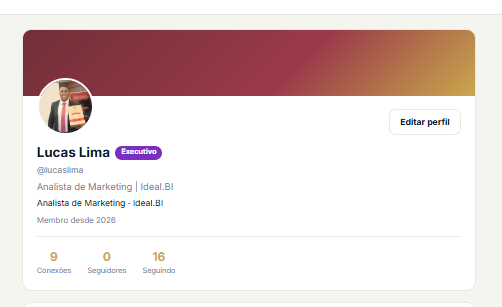 Editar perfil
Lucas Lima Executivo
@lucaslima
Analista de Marketing | Ideal.BI
Analista de Marketing · Ideal.BI
Membro desde 2026
9 0 16
Conexões Seguidores Seguindo